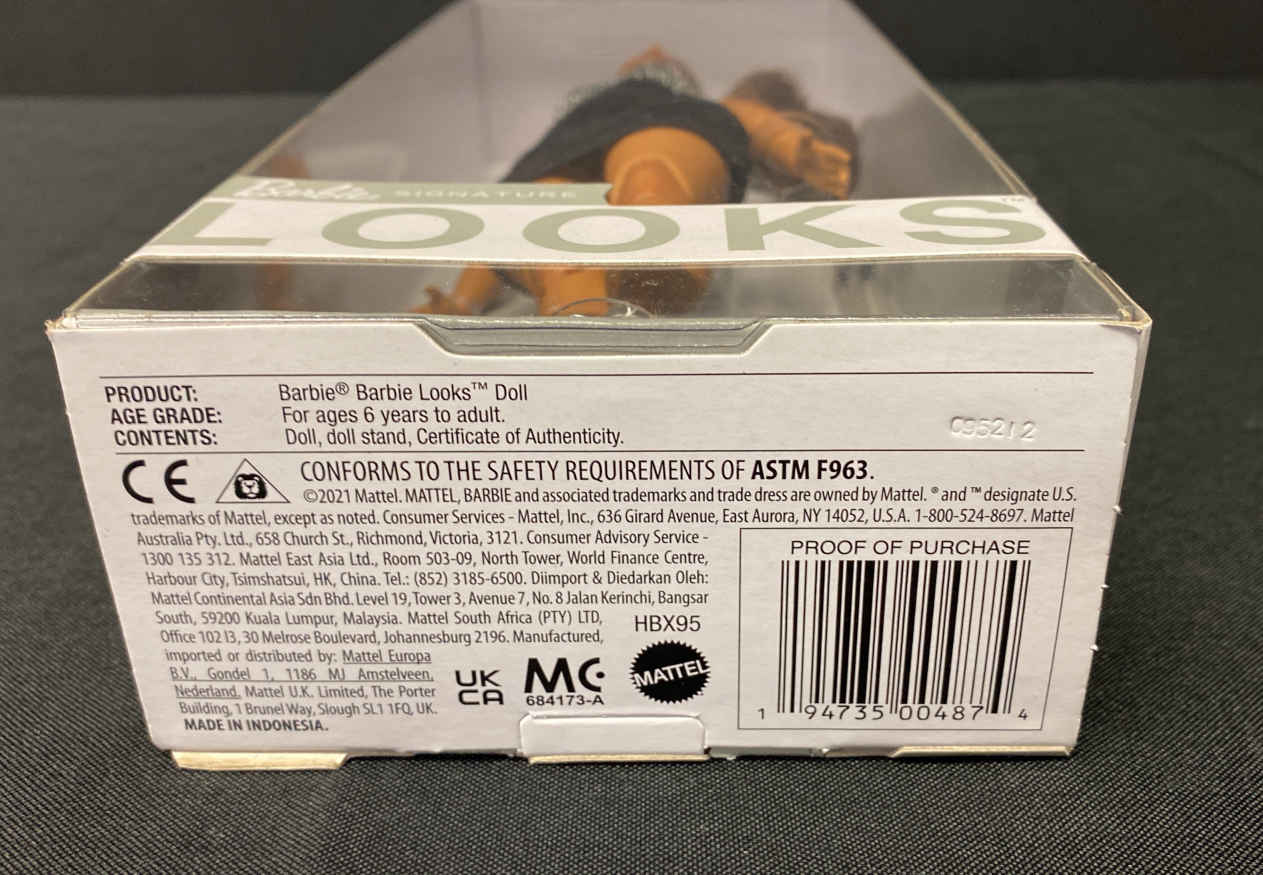 Barbie SIGNATURE
LOOKS™
PRODUCT: Barbie® Barbie Looks™ Doll
AGE GRADE: For ages 6 years to adult.
CONTENTS: Doll, doll stand, Certificate of Authenticity.
C95212
CE CONFORMS TO THE SAFETY REQUIREMENTS OF ASTM F963.
©2021 Mattel. MATTEL, BARBIE and associated trademarks and trade dress are owned by Mattel. ® and ™ designate U.S.
trademarks of Mattel, except as noted. Consumer Services - Mattel, Inc., 636 Girard Avenue, East Aurora, NY 14052, U.S.A. 1-800-524-8697. Mattel
Australia Pty. Ltd., 658 Church St., Richmond, Victoria, 3121. Consumer Advisory Service -
1300 135 312. Mattel East Asia Ltd., Room 503-09, North Tower, World Finance Centre,
Harbour City, Tsimshatsui, HK, China. Tel.: (852) 3185-6500. Diimport & Diedarkan Oleh:
Mattel Continental Asia Sdn Bhd. Level 19, Tower 3, Avenue 7, No. 8 Jalan Kerinchi, Bangsar
South, 59200 Kuala Lumpur, Malaysia. Mattel South Africa (PTY) LTD,
Office 102 I3, 30 Melrose Boulevard, Johannesburg 2196. Manufactured,
imported or distributed by: Mattel Europa
B.V., Gondel 1, 1186 MJ Amstelveen,
Nederland. Mattel U.K. Limited, The Porter
Building, 1 Brunel Way, Slough SL1 1FQ, UK.
MADE IN INDONESIA.
UK
CA
MC
684173-A
HBX95
MATTEL
PROOF OF PURCHASE
1 94735 00487 4